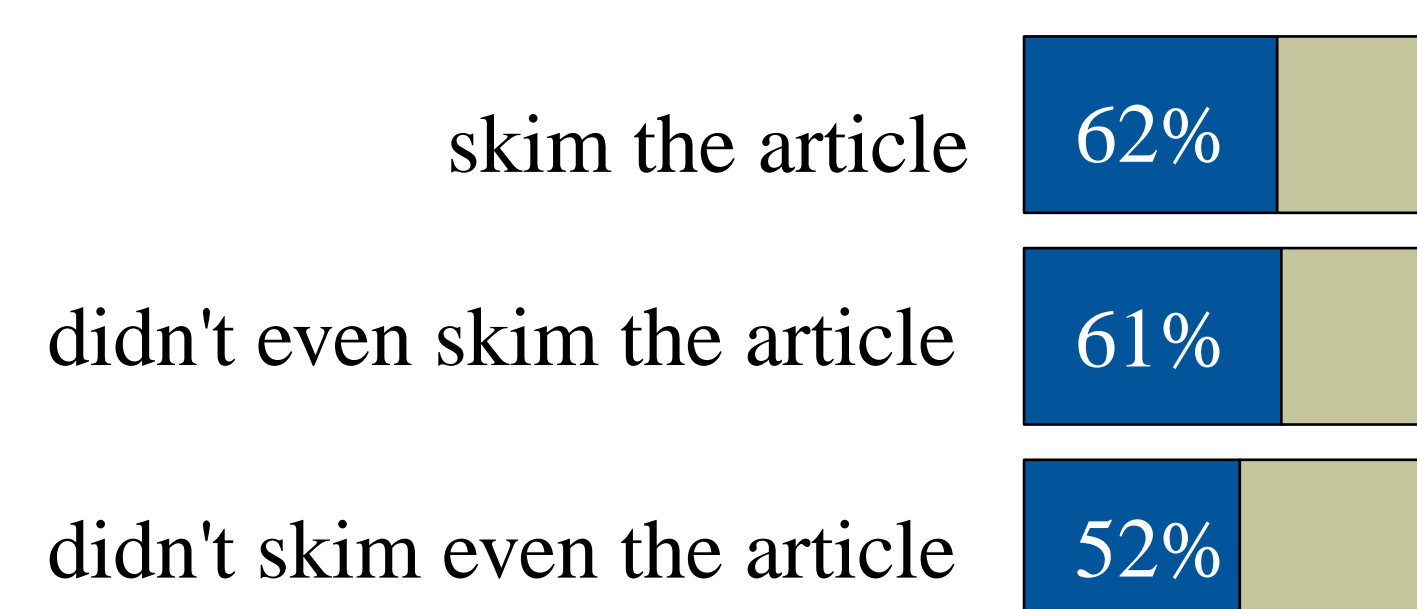 skim the article 62%
didn't even skim the article 61%
didn't skim even the article 52%